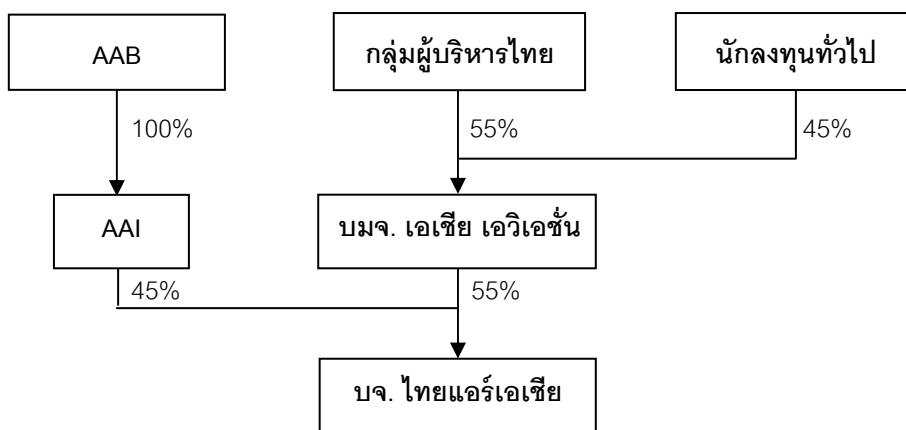 AAB
กลุ่มผู้บริหารไทย
นักลงทุนทั่วไป
100%
55%
45%
AAI
บมจ. เอเชีย เอวิเอชั่น
45%
55%
บจ. ไทยแอร์เอเชีย